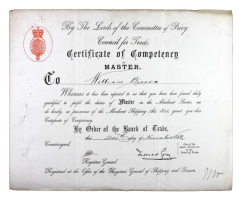 By The Lords of the Committee of Privy
Council for Trade.
Certificate of Competency
AS
MASTER.
To William
Whereas it has been reported to us that you have been found duly
qualified to fulfil the duties of Master in the Merchant Service, we
do hereby, in pursuance of the Merchant Shipping Act, 1854, grant you this
Certificate of Competency.
By Order of the Board of Trade,
this day of
Countersigned,
Registrar General.
Registered at the Office of the Registrar General of Shipping and Seamen